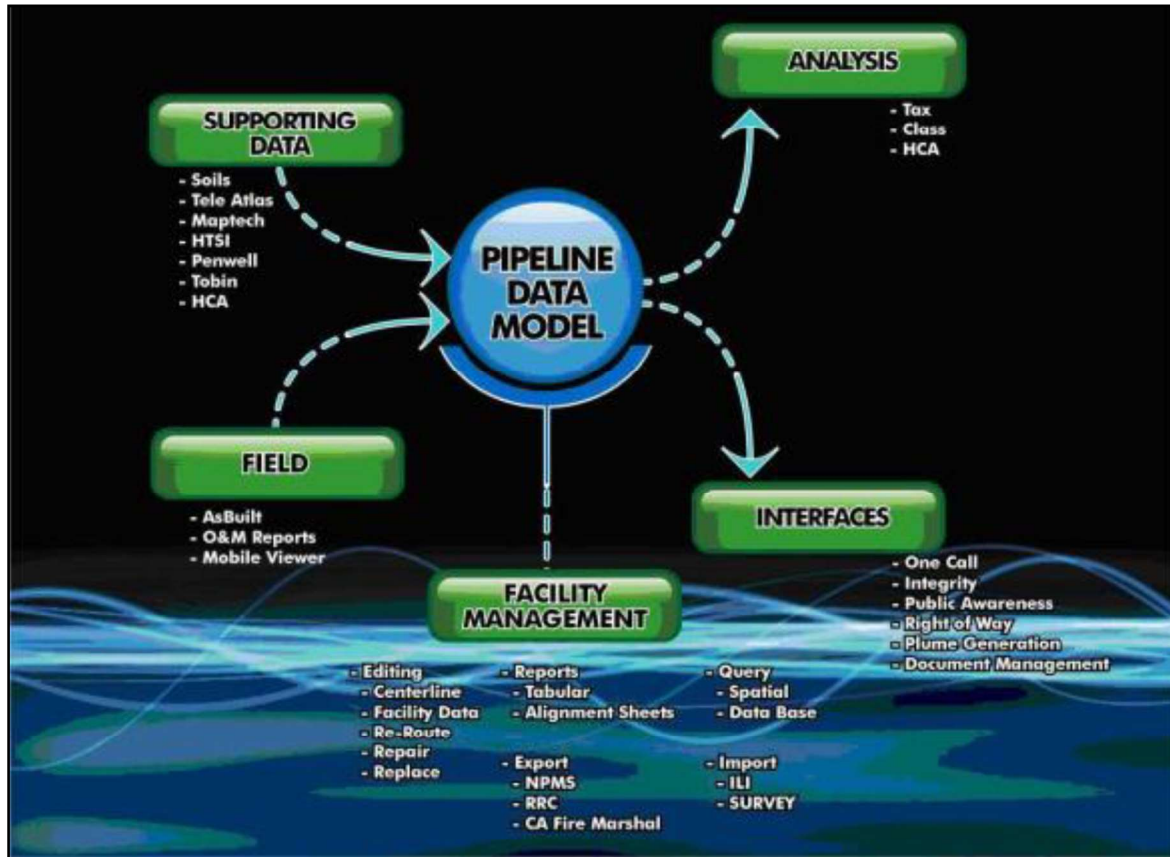 ANALYSIS
- Tax
- Class
- HCA
SUPPORTING
DATA
- Soils
- Tele Atlas
- Maptech
- HTSI
- Penwell
- Tobin
- HCA
PIPELINE
DATA
MODEL
FIELD
- AsBuilt
- O&M Reports
- Mobile Viewer
INTERFACES
- One Call
- Integrity
- Public Awareness
- Right of Way
- Plume Generation
- Document Management
FACILITY
MANAGEMENT
- Editing
- Centerline
- Facility Data
- Re-Route
- Repair
- Replace
- Reports
- Tabular
- Alignment Sheets
- Export
- NPMS
- RRC
- CA Fire Marshal
- Query
- Spatial
- Data Base
- Import
- ILI
- SURVEY